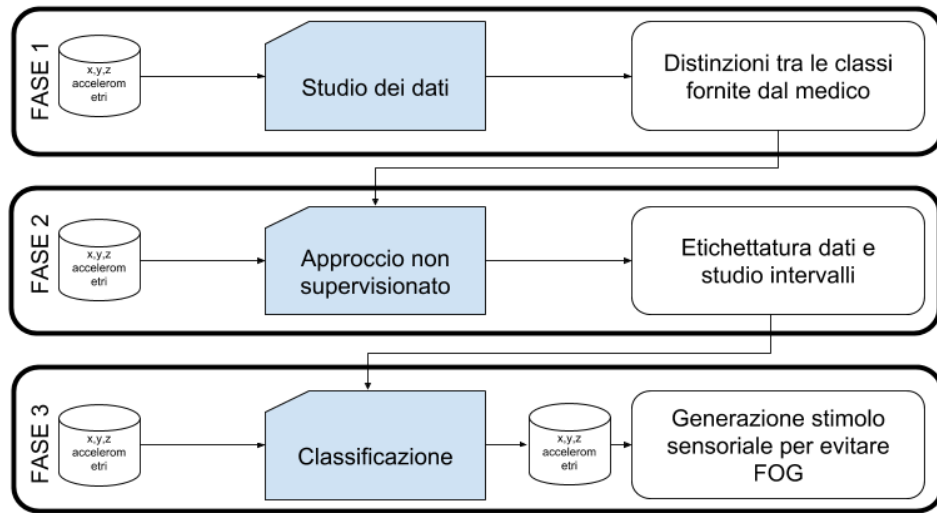 FASE 1
x,y,z
accelerom
etri
Studio dei dati
Distinzioni tra le classi
fornite dal medico
FASE 2
x,y,z
accelerom
etri
Approccio non
supervisionato
Etichettatura dati e
studio intervalli
FASE 3
x,y,z
accelerom
etri
Classificazione
x,y,z
accelerom
etri
Generazione stimolo
sensoriale per evitare
FOG